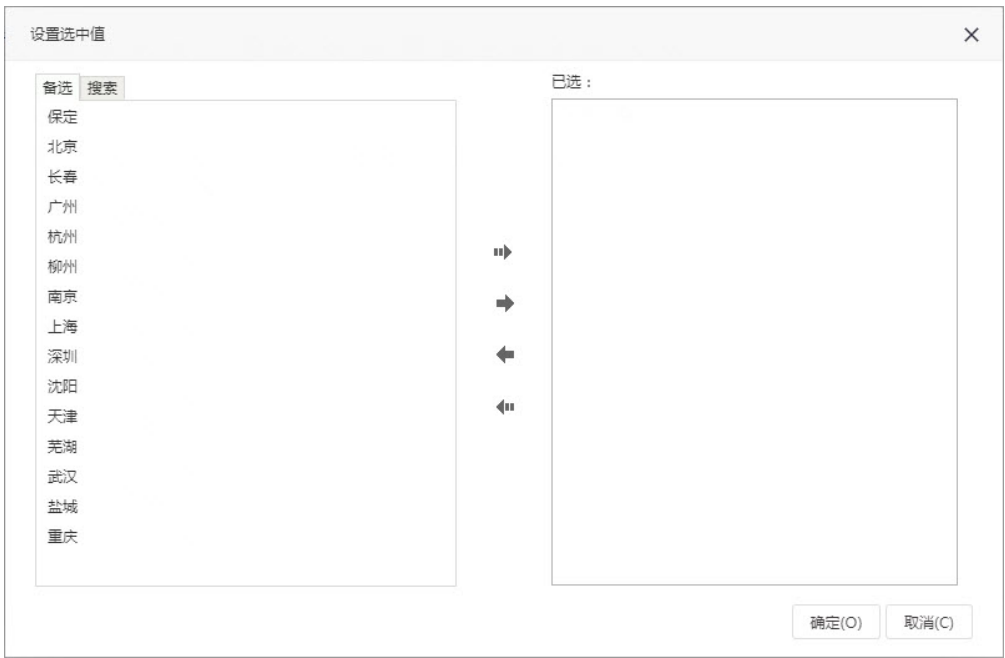 设置选中值
备选 搜索
已选：
保定
北京
长春
广州
杭州
柳州
南京
上海
深圳
沈阳
天津
芜湖
武汉
盐城
重庆
确定(O) 取消(C)